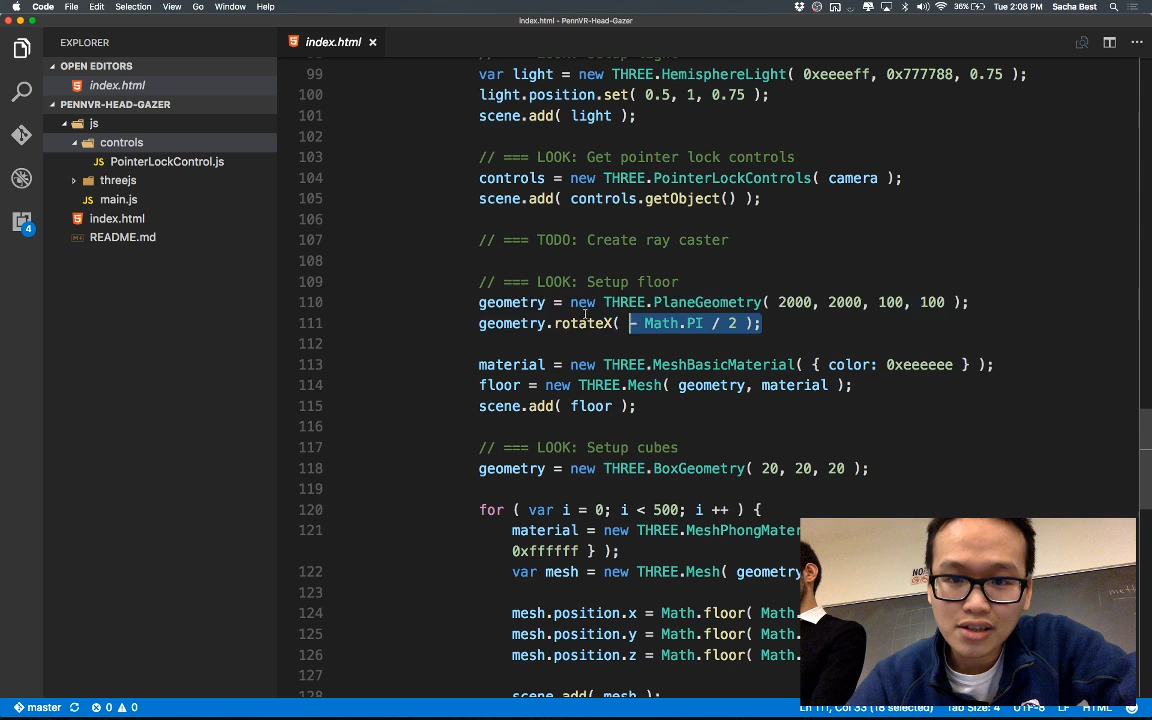 Code File Edit Selection View Go Window Help 36% Tue 2:08 PM Sacha Best
index.html — PennVR-Head-Gazer
EXPLORER
OPEN EDITORS
index.html
PENNVR-HEAD-GAZER
js
controls
JS PointerLockControl.js
threejs
JS main.js
index.html
README.md
4
index.html
99 var light = new THREE.HemisphereLight( 0xeeeeff, 0x777788, 0.75 );
100 light.position.set( 0.5, 1, 0.75 );
101 scene.add( light );
102
103 // === LOOK: Get pointer lock controls
104 controls = new THREE.PointerLockControls( camera );
105 scene.add( controls.getObject() );
106
107 // === TODO: Create ray caster
108
109 // === LOOK: Setup floor
110 geometry = new THREE.PlaneGeometry( 2000, 2000, 100, 100 );
111 geometry.rotateX( - Math.PI / 2 );
112
113 material = new THREE.MeshBasicMaterial( { color: 0xeeeeee } );
114 floor = new THREE.Mesh( geometry, material );
115 scene.add( floor );
116
117 // === LOOK: Setup cubes
118 geometry = new THREE.BoxGeometry( 20, 20, 20 );
119
120 for ( var i = 0; i < 500; i ++ ) {
121 material = new THREE.MeshPhongMater
0xffffff } );
122 var mesh = new THREE.Mesh( geometry
123
124 mesh.position.x = Math.floor( Math.
125 mesh.position.y = Math.floor( Math.
126 mesh.position.z = Math.floor( Math.
128 scene.add( mesh );
master 0 0 Ln 111, Col 33 (18 selected) Tab Size: 4 UTF-8 LF HTML